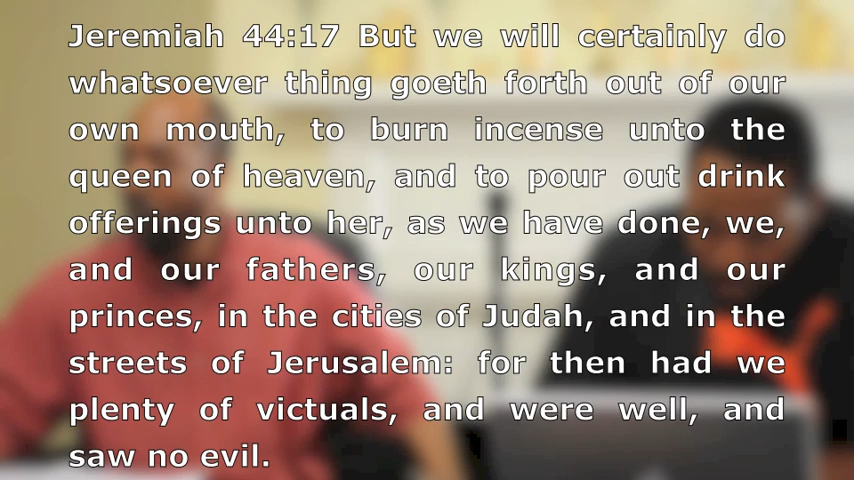 Jeremiah 44:17 But we will certainly do
whatsoever thing goeth forth out of our
own mouth, to burn incense unto the
queen of heaven, and to pour out drink
offerings unto her, as we have done, we,
and our fathers, our kings, and our
princes, in the cities of Judah, and in the
streets of Jerusalem: for then had we
plenty of victuals, and were well, and
saw no evil.